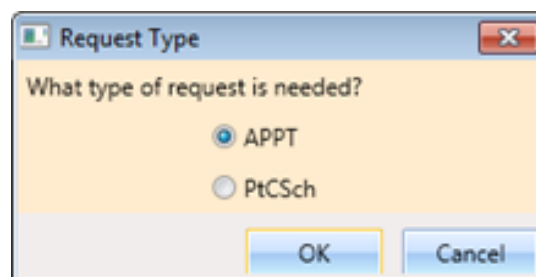 Request Type
What type of request is needed?
APPT
PtCSch
OK Cancel